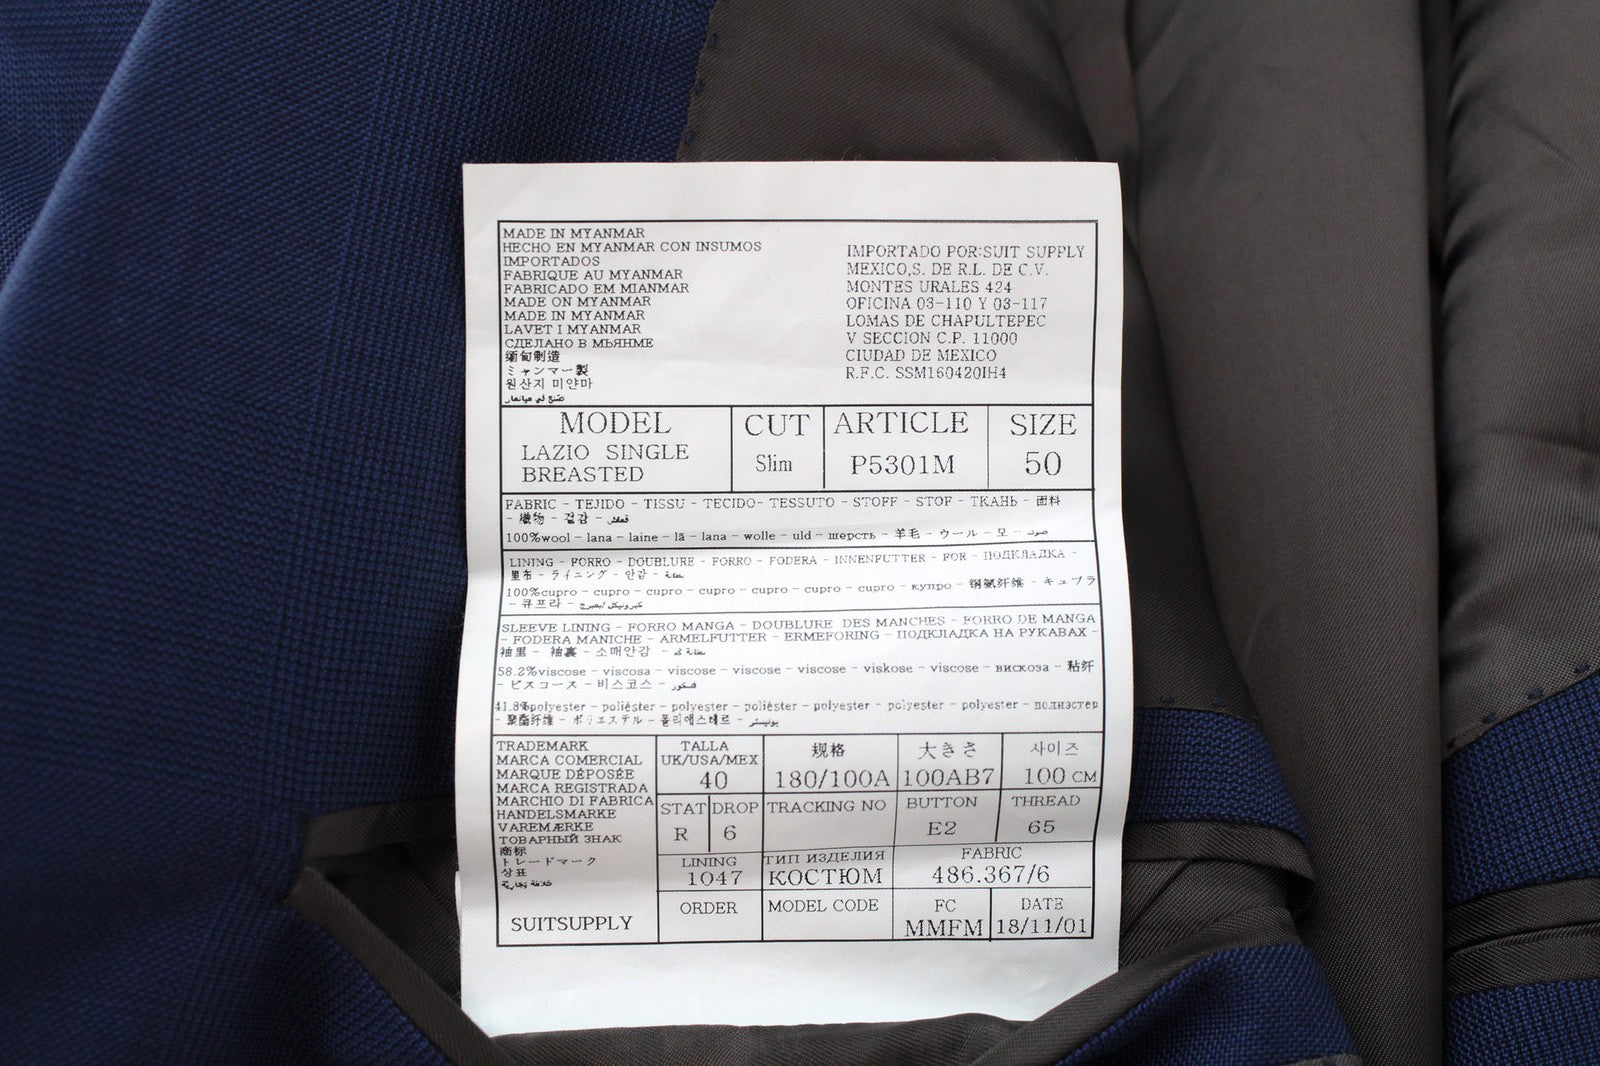 MADE IN MYANMAR
HECHO EN MYANMAR CON INSUMOS
IMPORTADOS
FABRIQUE AU MYANMAR
FABRICADO EM MIANMAR
MADE ON MYANMAR
MADE IN MYANMAR
LAVET I MYANMAR
СДЕЛАНО В МЬЯНМЕ
缅甸制造
ミャンマー製
원산지 미얀마
صنع في ميانمار
IMPORTADO POR:SUIT SUPPLY
MEXICO,S. DE R.L. DE C.V.
MONTES URALES 424
OFICINA 03-110 Y 03-117
LOMAS DE CHAPULTEPEC
V SECCION C.P. 11000
CIUDAD DE MEXICO
R.F.C. SSM160420IH4
MODEL
LAZIO SINGLE
BREASTED
CUT
Slim
ARTICLE
P5301M
SIZE
50
FABRIC - TEJIDO - TISSU - TECIDO- TESSUTO - STOFF - STOF - ТКАНЬ - 面料
- 織物 - 겉감 - قماش
100%wool - lana - laine - lã - lana - wolle - uld - шерсть - 羊毛 - ウール - 모 - صوف
LINING - FORRO - DOUBLURE - FORRO - FODERA - INNENFUTTER - FOR - ПОДКЛАДКА -
里布 - ライニング - 안감 - بطانة
100%cupro - cupro - cupro - cupro - cupro - cupro - cupro - купро - 铜氨纤维 - キュプラ
- 큐프라 -
SLEEVE LINING - FORRO MANGA - DOUBLURE DES MANCHES - FORRO DE MANGA
- FODERA MANICHE - ARMELFUTTER - ERMEFORING - ПОДКЛАДКА НА РУКАВАХ -
袖里 - 袖裏 - 소매안감 -
58.2%viscose - viscosa - viscose - viscose - viscose - viskose - viscose - вискоза - 粘纤
- ビスコース - 비스코스 -
41.8%polyester - poliéster - polyester - poliéster - polyester - polyester - polyester - полиэстер
- 聚酯纤维 - ポリエステル - 폴리에스테르 -
TRADEMARK
MARCA COMERCIAL
MARQUE DÉPOSÉE
MARCA REGISTRADA
MARCHIO DI FABRICA
HANDELSMARKE
VAREMÆRKE
ТОВАРНЫЙ ЗНАК
商标
トレードマーク
상표
علامة تجارية
SUITSUPPLY
TALLA
UK/USA/MEX
40
规格
180/100A
大きさ
100AB7
사이즈
100 CM
STAT
R
DROP
6
TRACKING NO
BUTTON
E2
THREAD
65
LINING
1047
ТИП ИЗДЕЛИЯ
КОСТЮМ
FABRIC
486.367/6
ORDER
MODEL CODE
FC
MMFM
DATE
18/11/01